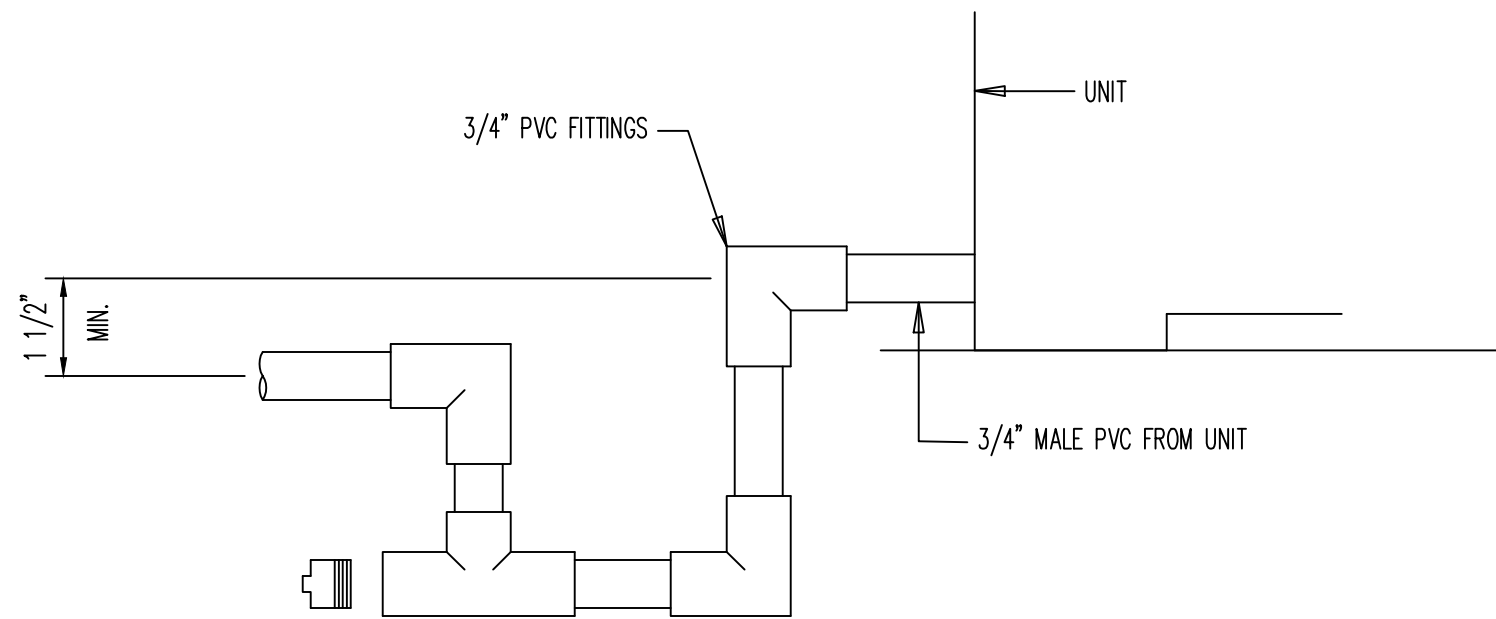 UNIT
3/4" PVC FITTINGS
1 1/2"
MIN.
3/4" MALE PVC FROM UNIT